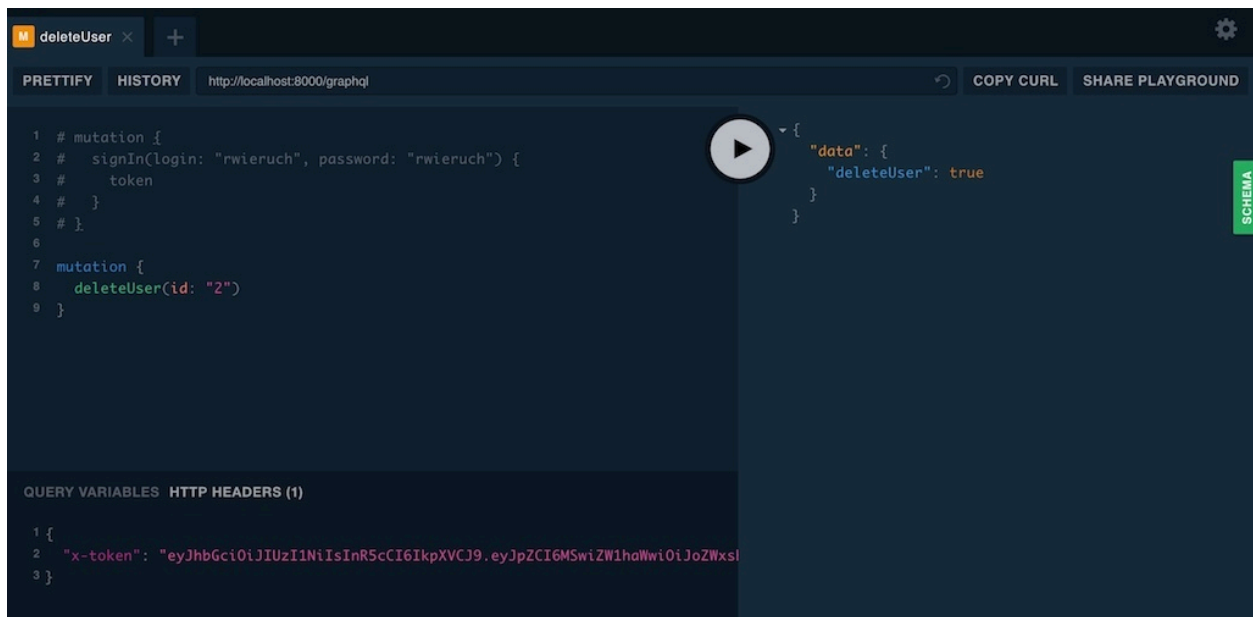 M deleteUser × +
PRETTIFY HISTORY http://localhost:8000/graphql COPY CURL SHARE PLAYGROUND
1 # mutation {
2 #   signIn(login: "rwieruch", password: "rwieruch") {
3 #     token
4 #   }
5 # }
6
7 mutation {
8   deleteUser(id: "2")
9 }
{
"data": {
"deleteUser": true
}
}
SCHEMA
QUERY VARIABLES HTTP HEADERS (1)
1 {
2 "x-token": "eyJhbGciOiJIUzI1NiIsInR5cCI6IkpXVCJ9.eyJpZCI6MSwiZW1haWwiOiJoZWxs
3 }